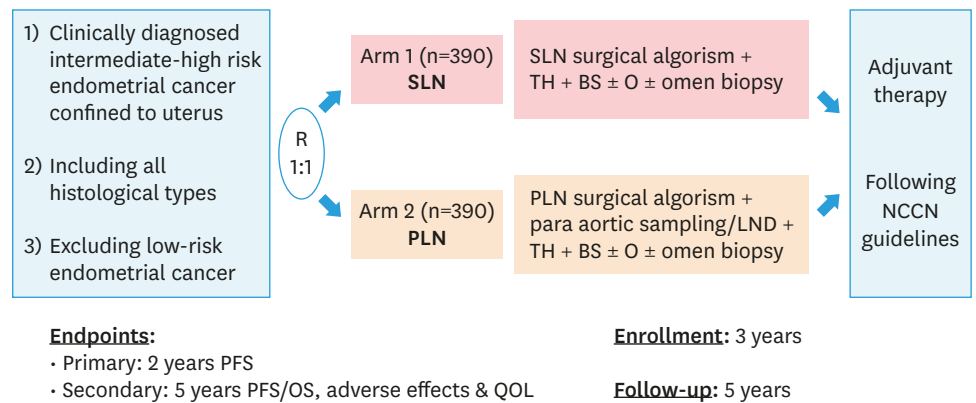 1) Clinically diagnosed
intermediate-high risk
endometrial cancer
confined to uterus
2) Including all
histological types
3) Excluding low-risk
endometrial cancer
R
1:1
Arm 1 (n=390)
SLN
SLN surgical algorism +
TH + BS ± O ± omen biopsy
Arm 2 (n=390)
PLN
PLN surgical algorism +
para aortic sampling/LND +
TH + BS ± O ± omen biopsy
Adjuvant
therapy
Following
NCCN
guidelines
Endpoints:
· Primary: 2 years PFS
· Secondary: 5 years PFS/OS, adverse effects & QOL
Enrollment: 3 years
Follow-up: 5 years